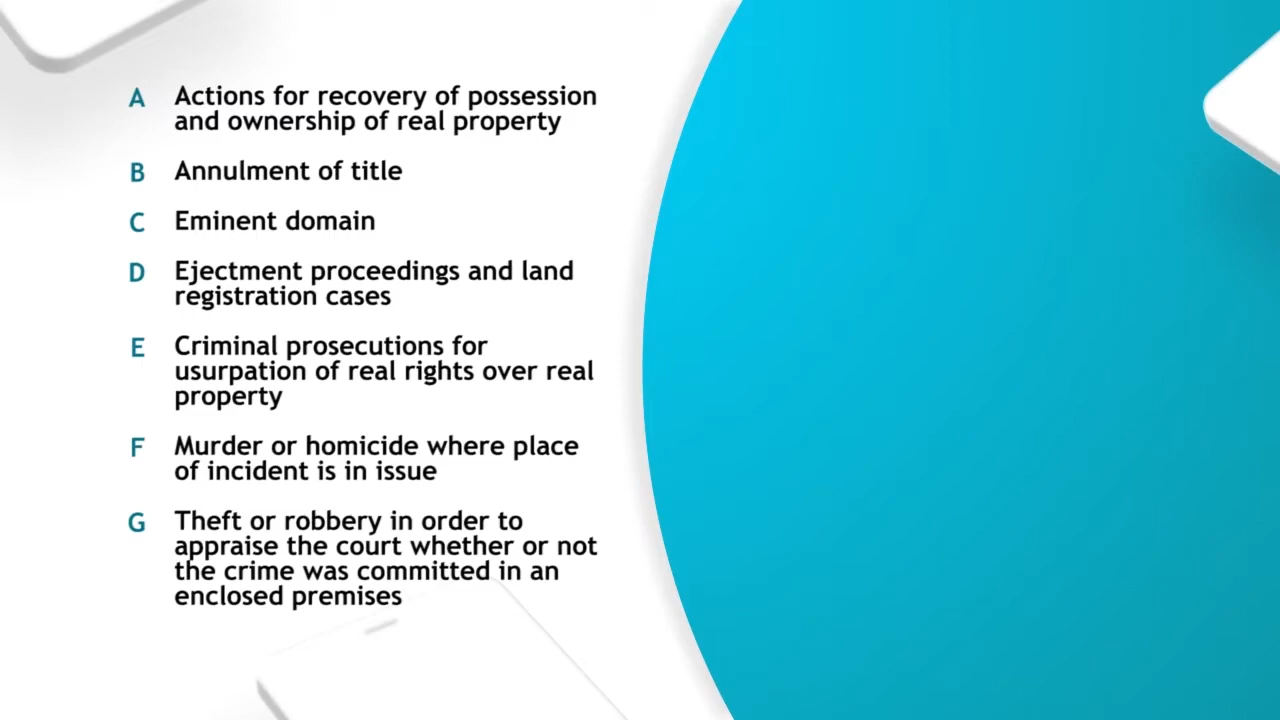 A Actions for recovery of possession
and ownership of real property
B Annulment of title
C Eminent domain
D Ejectment proceedings and land
registration cases
E Criminal prosecutions for
usurpation of real rights over real
property
F Murder or homicide where place
of incident is in issue
G Theft or robbery in order to
appraise the court whether or not
the crime was committed in an
enclosed premises